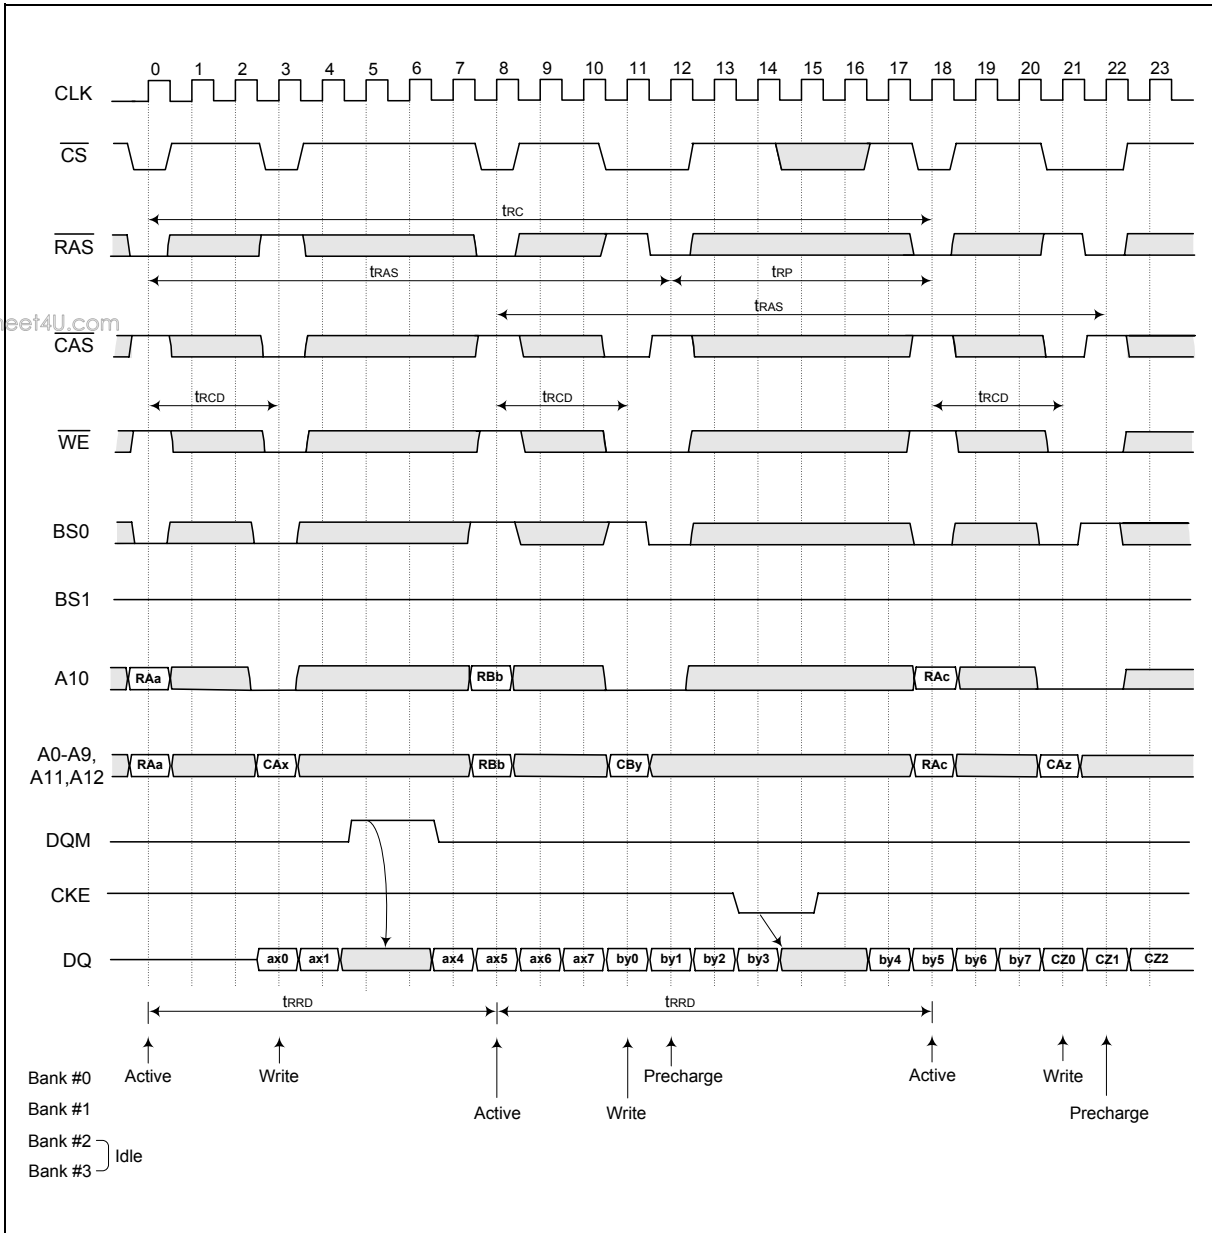 0 1 2 3 4 5 6 7 8 9 10 11 12 13 14 15 16 17 18 19 20 21 22 23
CLK
CS
tRC
RAS
tRAS tRP
tRAS
eet4U.com
CAS
tRCD tRCD tRCD
WE
BS0
BS1
A10 RAa RBb RAc
A0-A9,
A11,A12 RAa CAx RBb CBy RAc CAz
DQM
CKE
DQ ax0 ax1 ax4 ax5 ax6 ax7 by0 by1 by2 by3 by4 by5 by6 by7 CZ0 CZ1 CZ2
tRRD tRRD
Bank #0 Active Write Precharge Active Write
Bank #1 Active Write Precharge
Bank #2
Idle
Bank #3